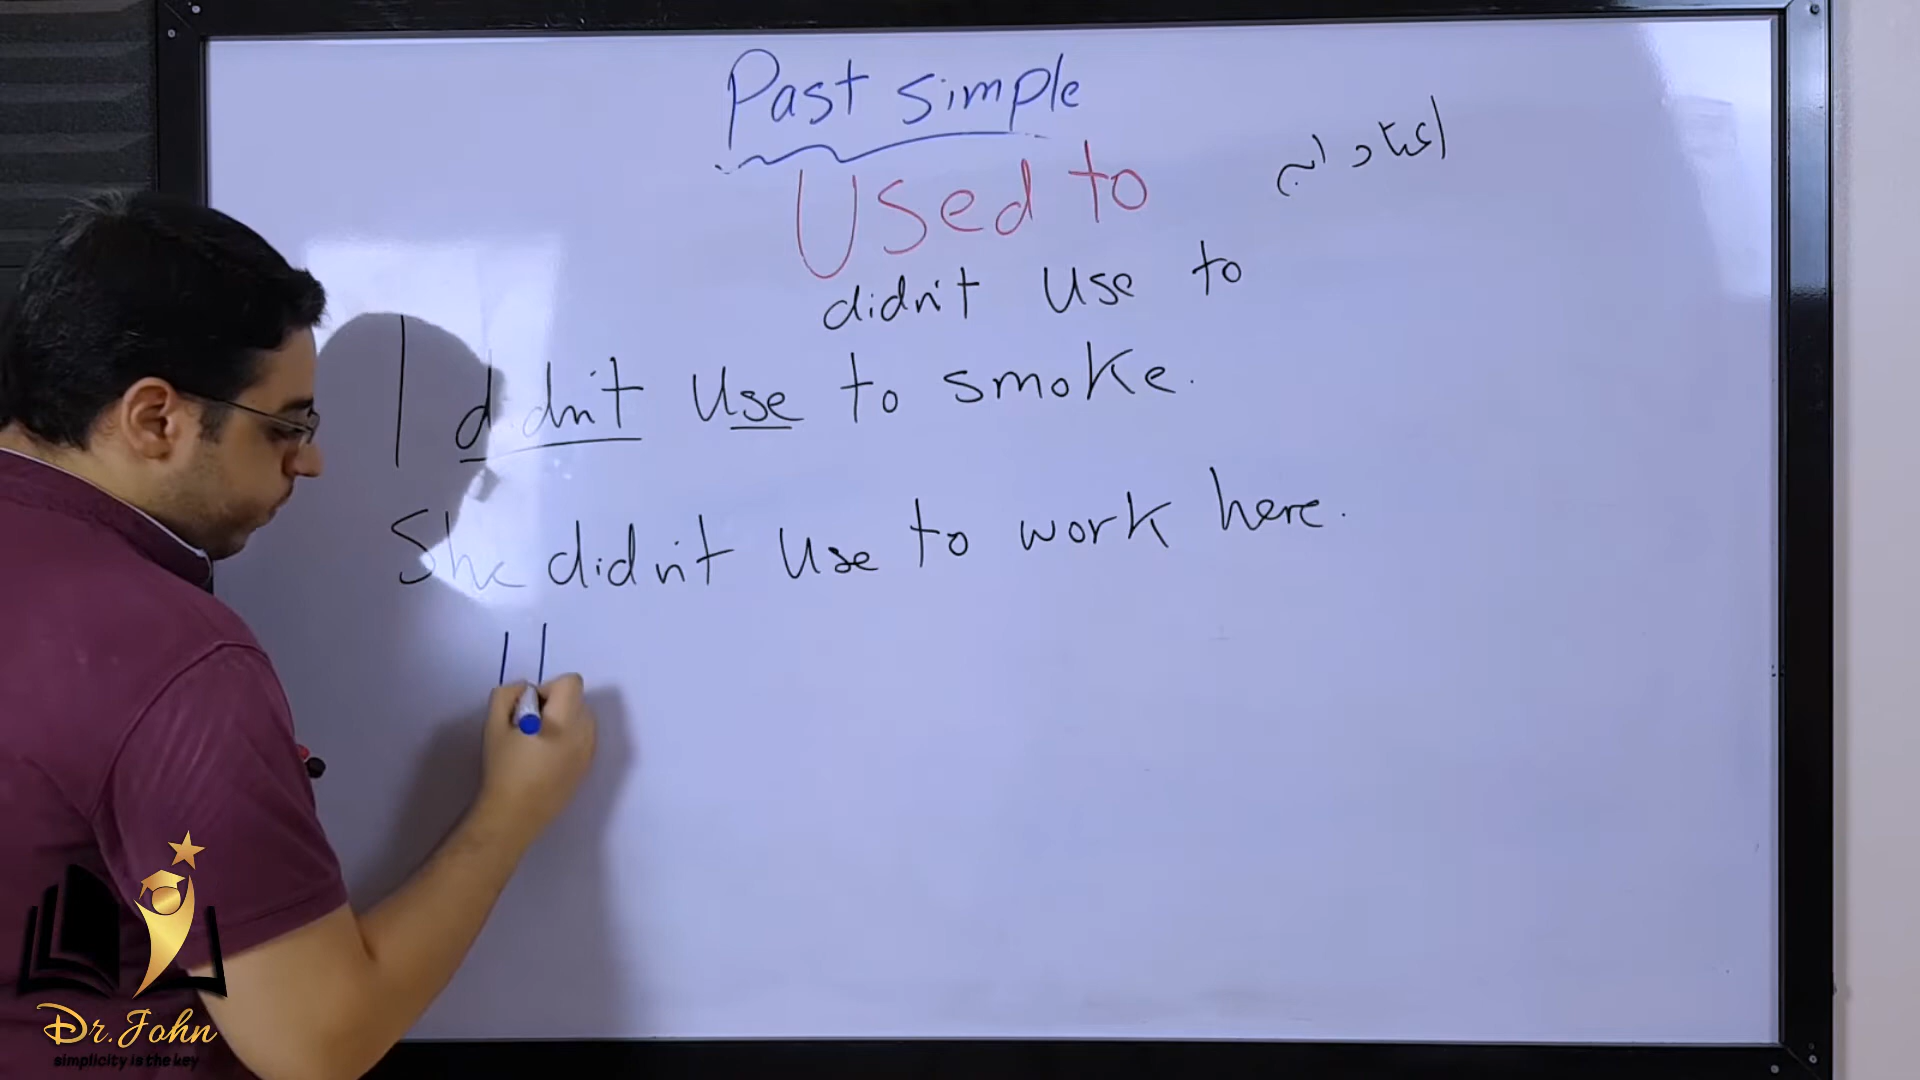 Past simple
Used to
اعتاد ان
didn't use to
I didn't use to smoke.
She didn't use to work here.
Dr. John
simplicity is the key